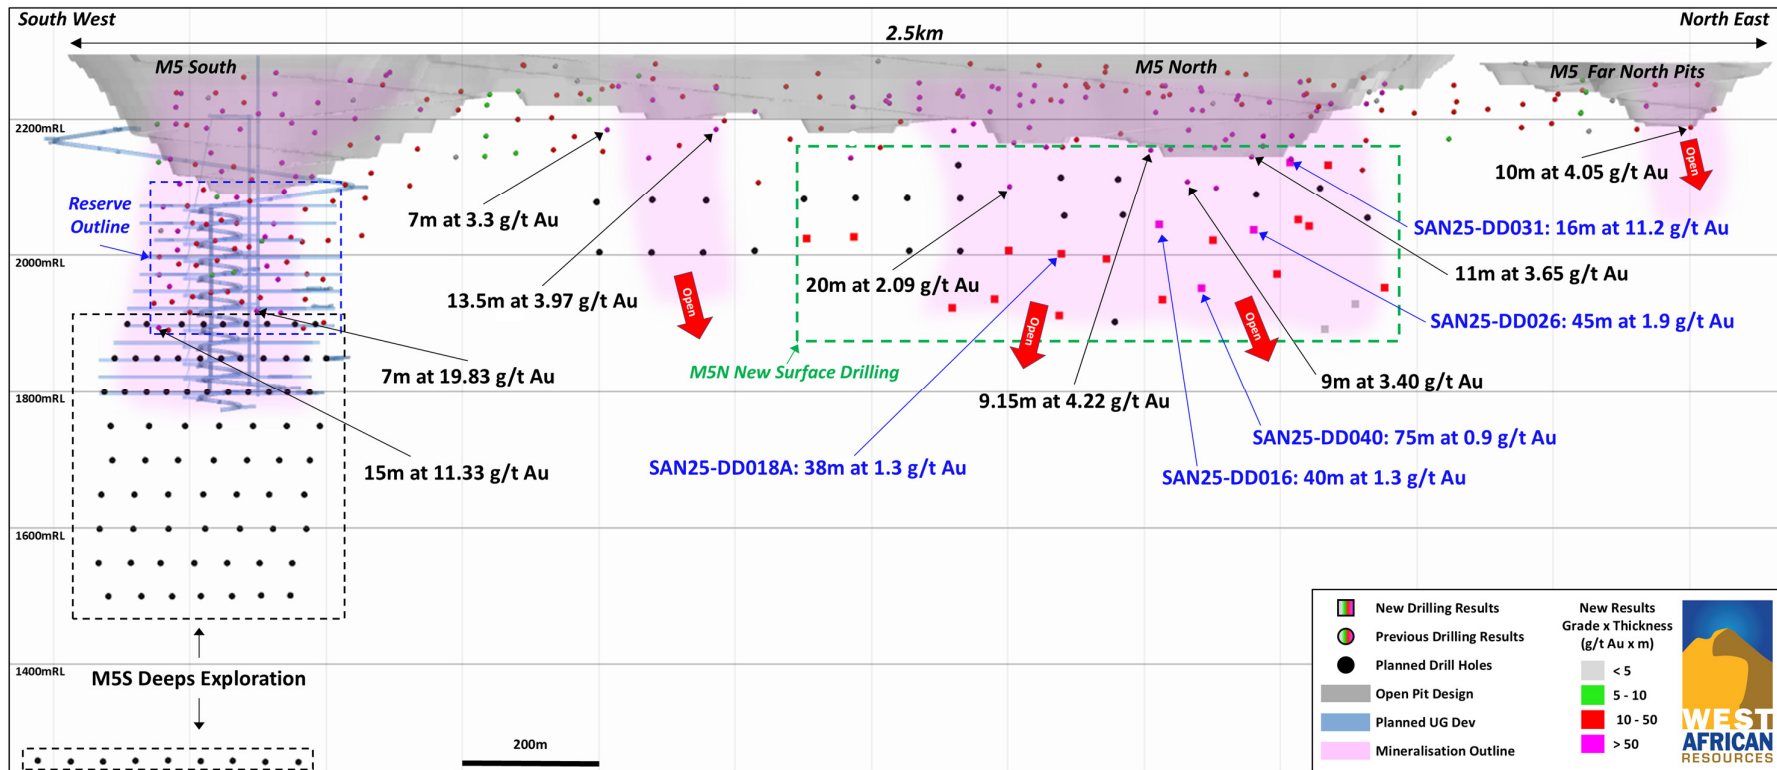 South West
North East
2.5km
M5 South
M5 North
M5 Far North Pits
2200mRL
Reserve
Outline
7m at 3.3 g/t Au
10m at 4.05 g/t Au
Open
SAN25-DD031: 16m at 11.2 g/t Au
2000mRL
11m at 3.65 g/t Au
20m at 2.09 g/t Au
13.5m at 3.97 g/t Au
Open
Open
Open
SAN25-DD026: 45m at 1.9 g/t Au
M5N New Surface Drilling
7m at 19.83 g/t Au
9m at 3.40 g/t Au
1800mRL
9.15m at 4.22 g/t Au
SAN25-DD040: 75m at 0.9 g/t Au
15m at 11.33 g/t Au
SAN25-DD018A: 38m at 1.3 g/t Au
SAN25-DD016: 40m at 1.3 g/t Au
1600mRL
1400mRL
M5S Deeps Exploration
200m
New Drilling Results
Previous Drilling Results
Planned Drill Holes
Open Pit Design
Planned UG Dev
Mineralisation Outline
New Results
Grade x Thickness
(g/t Au x m)
< 5
5 - 10
10 - 50
> 50
WEST
AFRICAN
RESOURCES